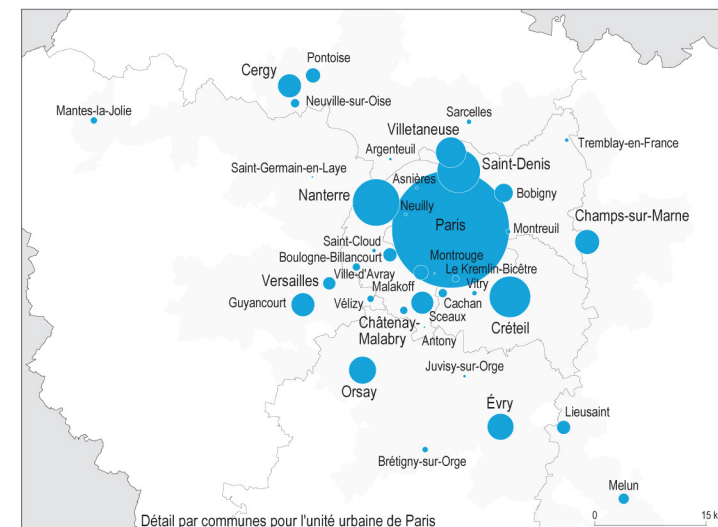 Pontoise
Cergy
Neuville-sur-Oise
Mantes-la-Jolie
Sarcelles
Villetaneuse
Tremblay-en-France
Argenteuil
Saint-Denis
Saint-Germain-en-Laye
Asnières
Nanterre
Bobigny
Neuilly
Champs-sur-Marne
Paris
Montreuil
Saint-Cloud
Boulogne-Billancourt
Montrouge
Ville-d'Avray
Le Kremlin-Bicêtre
Versailles
Malakoff
Vitry
Guyancourt
Vélizy
Cachan
Sceaux
Châtenay-
Malabry
Créteil
Antony
Juvisy-sur-Orge
Orsay
Évry
Lieusaint
Brétigny-sur-Orge
Melun
0 15 k
Détail par communes pour l'unité urbaine de Paris